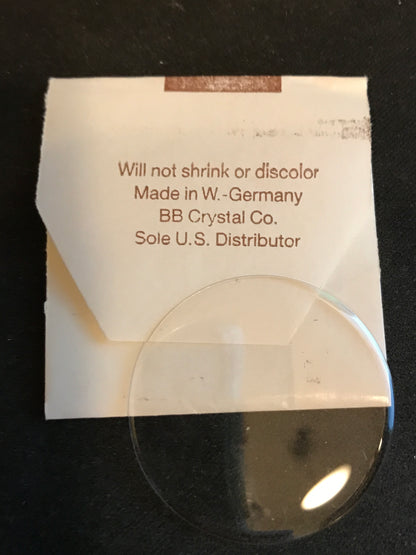 Will not shrink or discolor
Made in W.-Germany
BB Crystal Co.
Sole U.S. Distributor